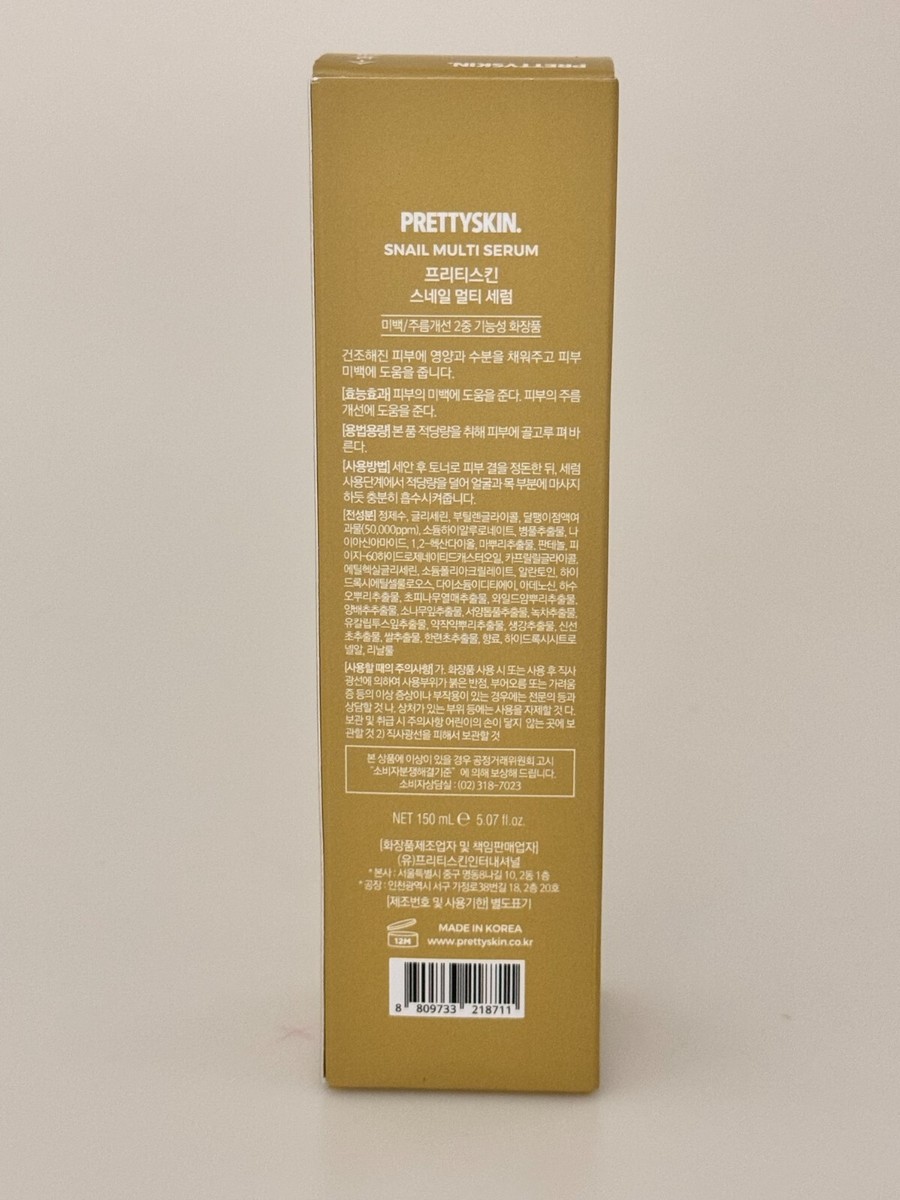 PRETTYSKIN.
PRETTYSKIN.
SNAIL MULTI SERUM
프리티스킨
스네일 멀티 세럼
미백/주름개선 2중 기능성 화장품
건조해진 피부에 영양과 수분을 채워주고 피부
미백에 도움을 줍니다.
[효능효과] 피부의 미백에 도움을 준다. 피부의 주름
개선에 도움을 준다.
[용법용량] 본 품 적당량을 취해 피부에 골고루 펴 바
른다.
[사용방법] 세안 후 토너로 피부 결을 정돈한 뒤, 세럼
사용단계에서 적당량을 덜어 얼굴과 목 부분에 마사지
하듯 충분히 흡수시켜줍니다.
[전성분] 정제수, 글리세린, 부틸렌글라이콜, 달팽이점액여
과물(50,000ppm), 소듐하이알루로네이트, 병풀추출물, 나
이아신아마이드, 1,2-헥산다이올, 마뿌리추출물, 판테놀, 피
이지-60하이드로제네이티드캐스터오일, 카프릴릴글라이콜,
에틸헥실글리세린, 소듐폴리아크릴레이트, 알란토인, 하이
드록시에틸셀룰로오스, 다이소듐이디티에이, 아데노신, 하수
오뿌리추출물, 초피나무열매추출물, 와일드얌뿌리추출물,
양배추추출물, 소나무잎추출물, 서양톱풀추출물, 녹차추출물,
유칼립투스잎추출물, 약작약뿌리추출물, 생강추출물, 신선
초추출물, 쌀추출물, 한련초추출물, 향료, 하이드록시시트로
넬알, 리날룰
[사용할 때의 주의사항] 가. 화장품 사용 시 또는 사용 후 직사
광선에 의하여 사용부위가 붉은 반점, 부어오름 또는 가려움
증 등의 이상 증상이나 부작용이 있는 경우에는 전문의 등과
상담할 것 나. 상처가 있는 부위 등에는 사용을 자제할 것 다.
보관 및 취급 시 주의사항 어린이의 손이 닿지 않는 곳에 보
관할 것 2) 직사광선을 피해서 보관할 것
본 상품에 이상이 있을 경우 공정거래위원회 고시
"소비자분쟁해결기준" 에 의해 보상해 드립니다.
소비자상담실 : (02) 318-7023
NET 150 mL ℮ 5.07 fl.oz.
[화장품제조업자 및 책임판매업자]
(유)프리티스킨인터내셔널
* 본사 : 서울특별시 중구 명동8나길 10, 2동 1층
* 공장 : 인천광역시 서구 가정로38번길 18, 2층 20호
[제조번호 및 사용기한] 별도표기
12M
MADE IN KOREA
www.prettyskin.co.kr
8 809733 218711